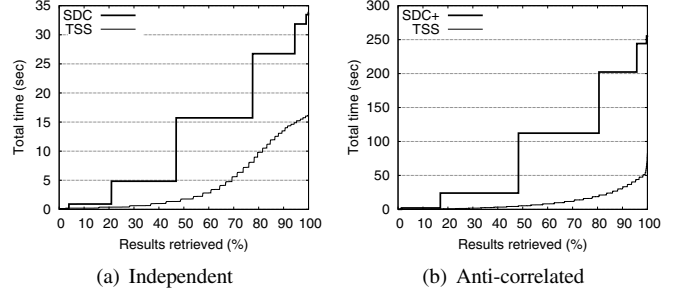 35
30
25
20
15
10
5
0
Total time (sec)
SDC
TSS
0 10 20 30 40 50 60 70 80 90 100
Results retrieved (%)
(a) Independent
300
250
200
150
100
50
0
Total time (sec)
SDC+
TSS
0 10 20 30 40 50 60 70 80 90 100
Results retrieved (%)
(b) Anti-correlated